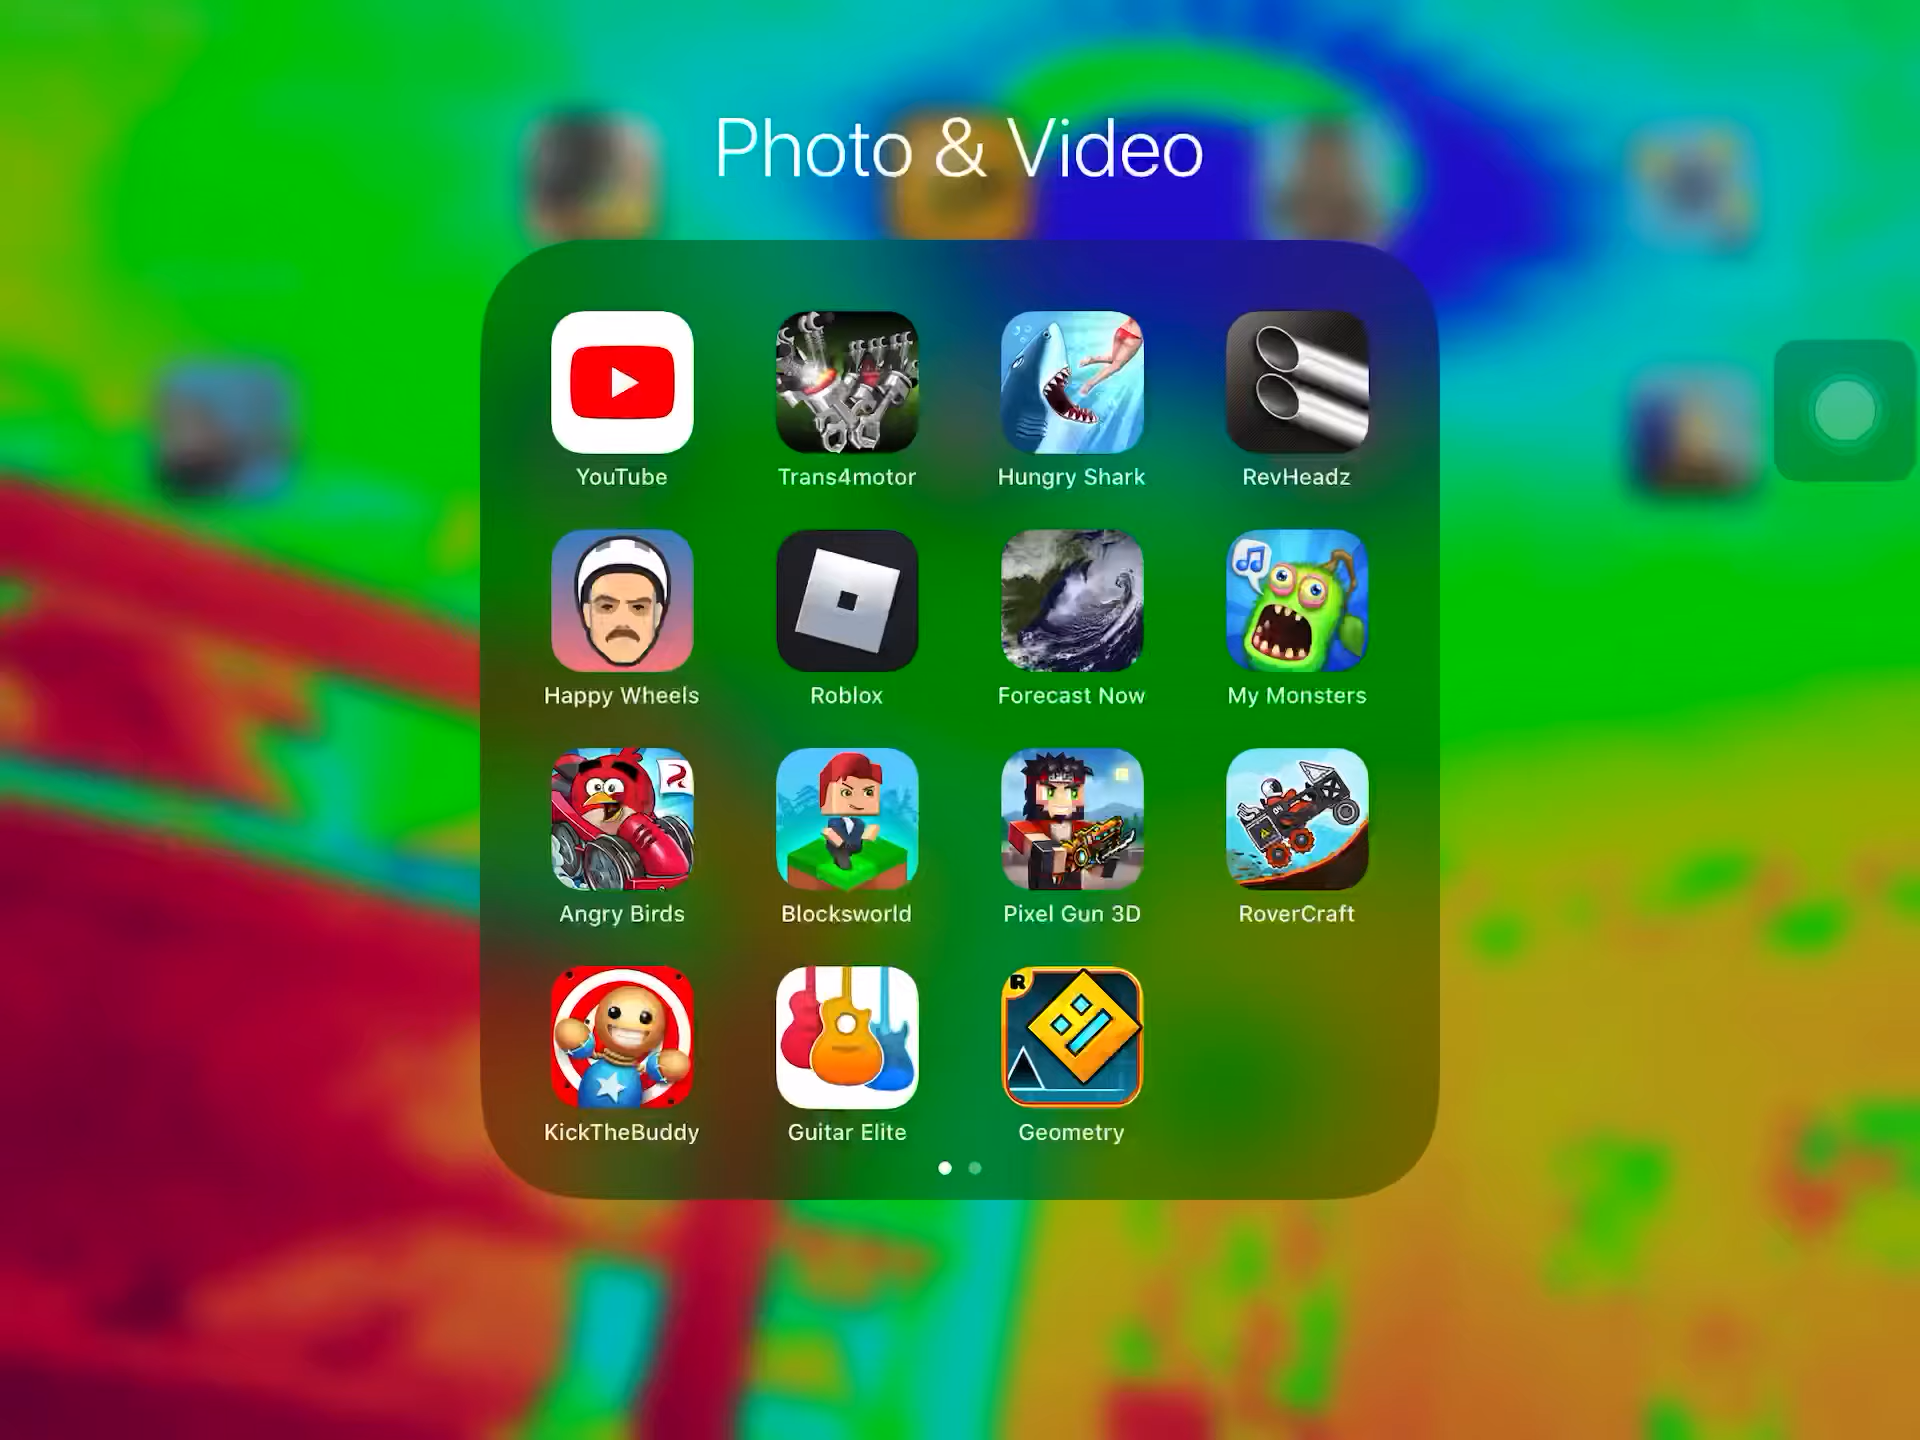 Photo & Video
YouTube
Trans4motor
Hungry Shark
RevHeadz
Happy Wheels
Roblox
Forecast Now
My Monsters
Angry Birds
Blocksworld
Pixel Gun 3D
RoverCraft
R
KickTheBuddy
Guitar Elite
Geometry